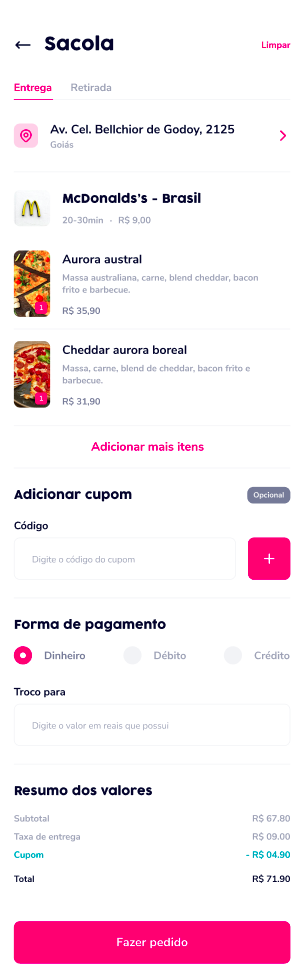 Sacola
Limpar
Entrega
Retirada
Av. Cel. Bellchior de Godoy, 2125
Goiás
McDonald's - Brasil
20-30min · R$ 9,00
Aurora austral
Massa australiana, carne, blend cheddar, bacon
frito e barbecue.
R$ 35,90
1
Cheddar aurora boreal
Massa, carne, blend de cheddar, bacon frito e
barbecue.
R$ 31,90
1
Adicionar mais itens
Adicionar cupom
Opcional
Código
Digite o código do cupom
+
Forma de pagamento
Dinheiro
Débito
Crédito
Troco para
Digite o valor em reais que possui
Resumo dos valores
Subtotal R$ 67.80
Taxa de entrega R$ 09.00
Cupom - R$ 04.90
Total R$ 71.90
Fazer pedido